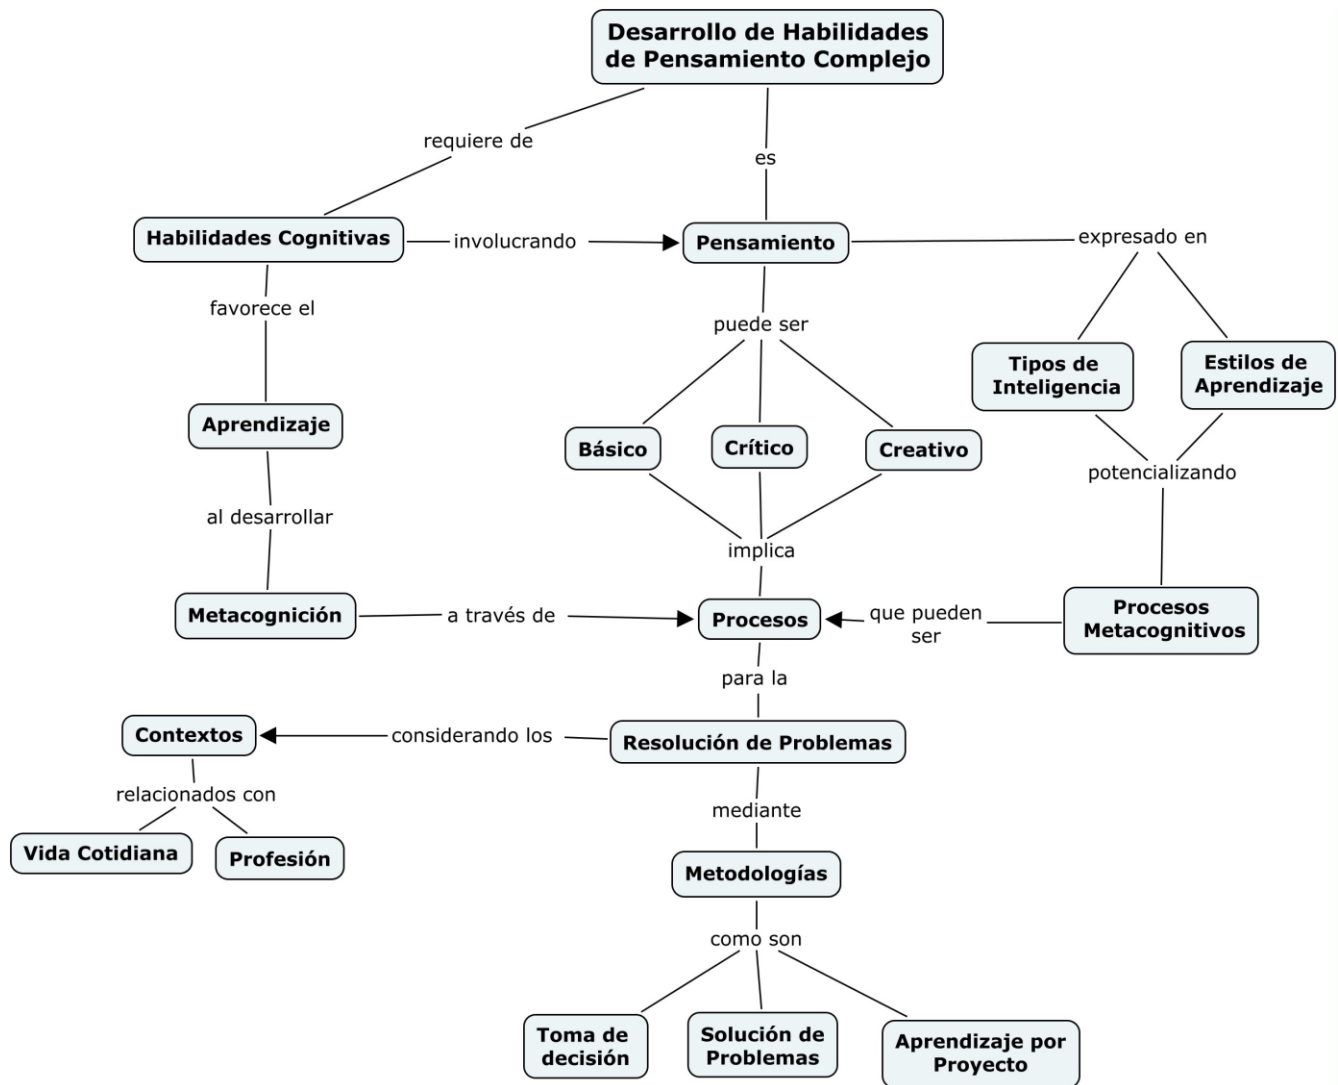 Desarrollo de Habilidades
de Pensamiento Complejo
requiere de
es
Habilidades Cognitivas
involucrando
Pensamiento
expresado en
favorece el
puede ser
Tipos de
Inteligencia
Estilos de
Aprendizaje
Aprendizaje
Básico
Crítico
Creativo
potencializando
al desarrollar
implica
Metacognición
a través de
Procesos
que pueden
ser
Procesos
Metacognitivos
para la
Contextos
considerando los
Resolución de Problemas
relacionados con
mediante
Vida Cotidiana
Profesión
Metodologías
como son
Toma de
decisión
Solución de
Problemas
Aprendizaje por
Proyecto